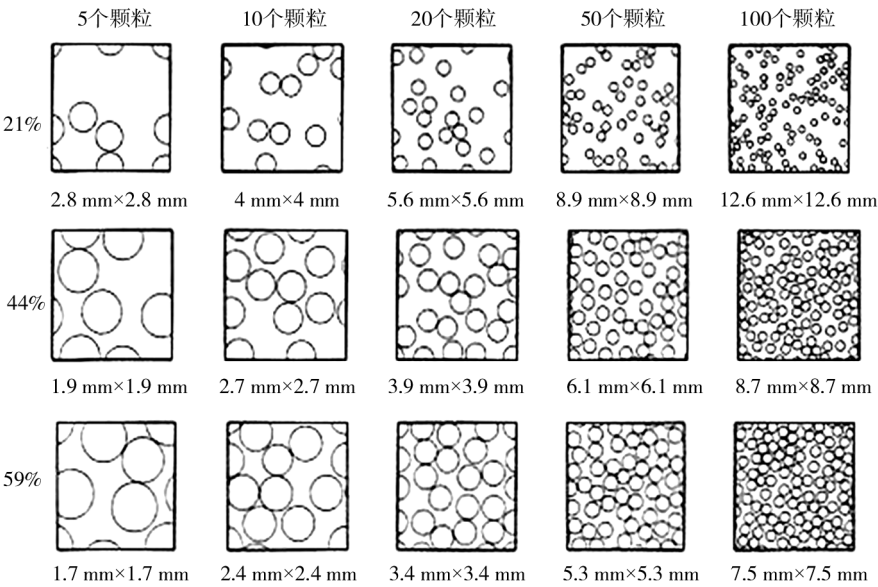 5个颗粒 10个颗粒 20个颗粒 50个颗粒 100个颗粒
21%
2.8 mm×2.8 mm 4 mm×4 mm 5.6 mm×5.6 mm 8.9 mm×8.9 mm 12.6 mm×12.6 mm
44%
1.9 mm×1.9 mm 2.7 mm×2.7 mm 3.9 mm×3.9 mm 6.1 mm×6.1 mm 8.7 mm×8.7 mm
59%
1.7 mm×1.7 mm 2.4 mm×2.4 mm 3.4 mm×3.4 mm 5.3 mm×5.3 mm 7.5 mm×7.5 mm